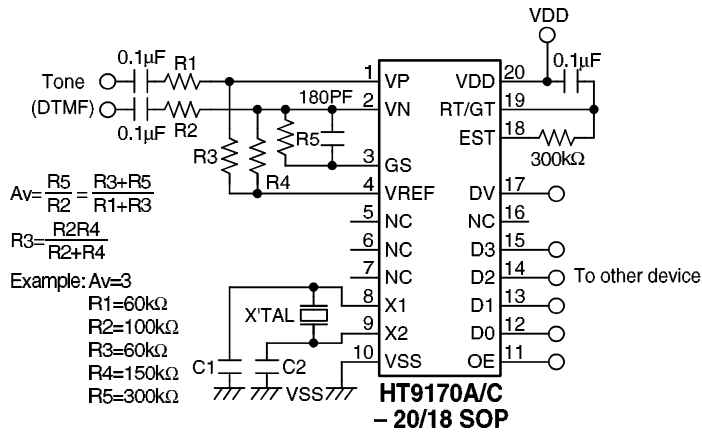 VDD
0.1µF R1
0.1µF
Tone
(DTMF)
0.1µF R2
180PF
R5
R3
R4
1 VP
2 VN
3 GS
4 VREF
5 NC
6 NC
7 NC
8 X1
9 X2
10 VSS
VDD 20
RT/GT 19
EST 18
300kΩ
DV 17
NC 16
D3 15
D2 14
D1 13
D0 12
OE 11
To other device
Av=R5/R2=R3+R5/R1+R3
R3=R2R4/R2+R4
Example: Av=3
R1=60kΩ
R2=100kΩ
R3=60kΩ
R4=150kΩ
R5=300kΩ
X'TAL
C1
C2
VSS
HT9170A/C
– 20/18 SOP